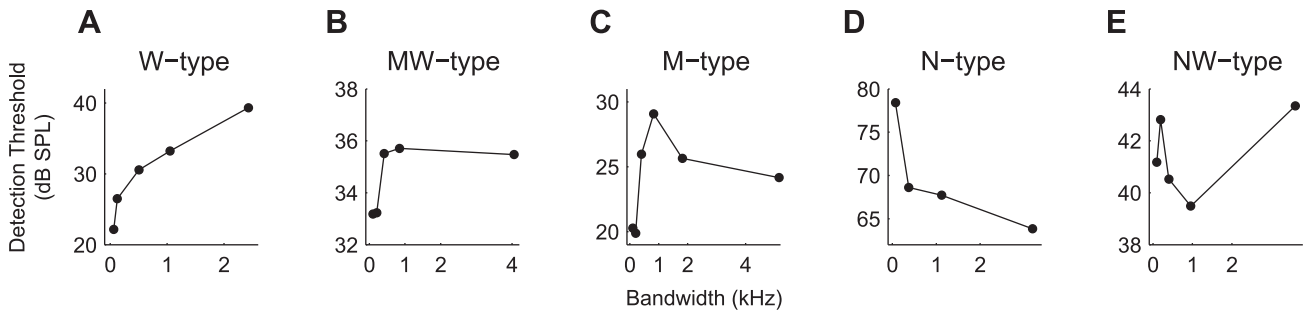 A B C D E
W−type MW−type M−type N−type NW−type
Detection Threshold
(dB SPL)
40
30
20
0 1 2
38
36
34
32
0 1 2 4
30
25
20
0 1 2 4
80
75
70
65
0 1 2
44
42
40
38
0 1 2
Bandwidth (kHz)